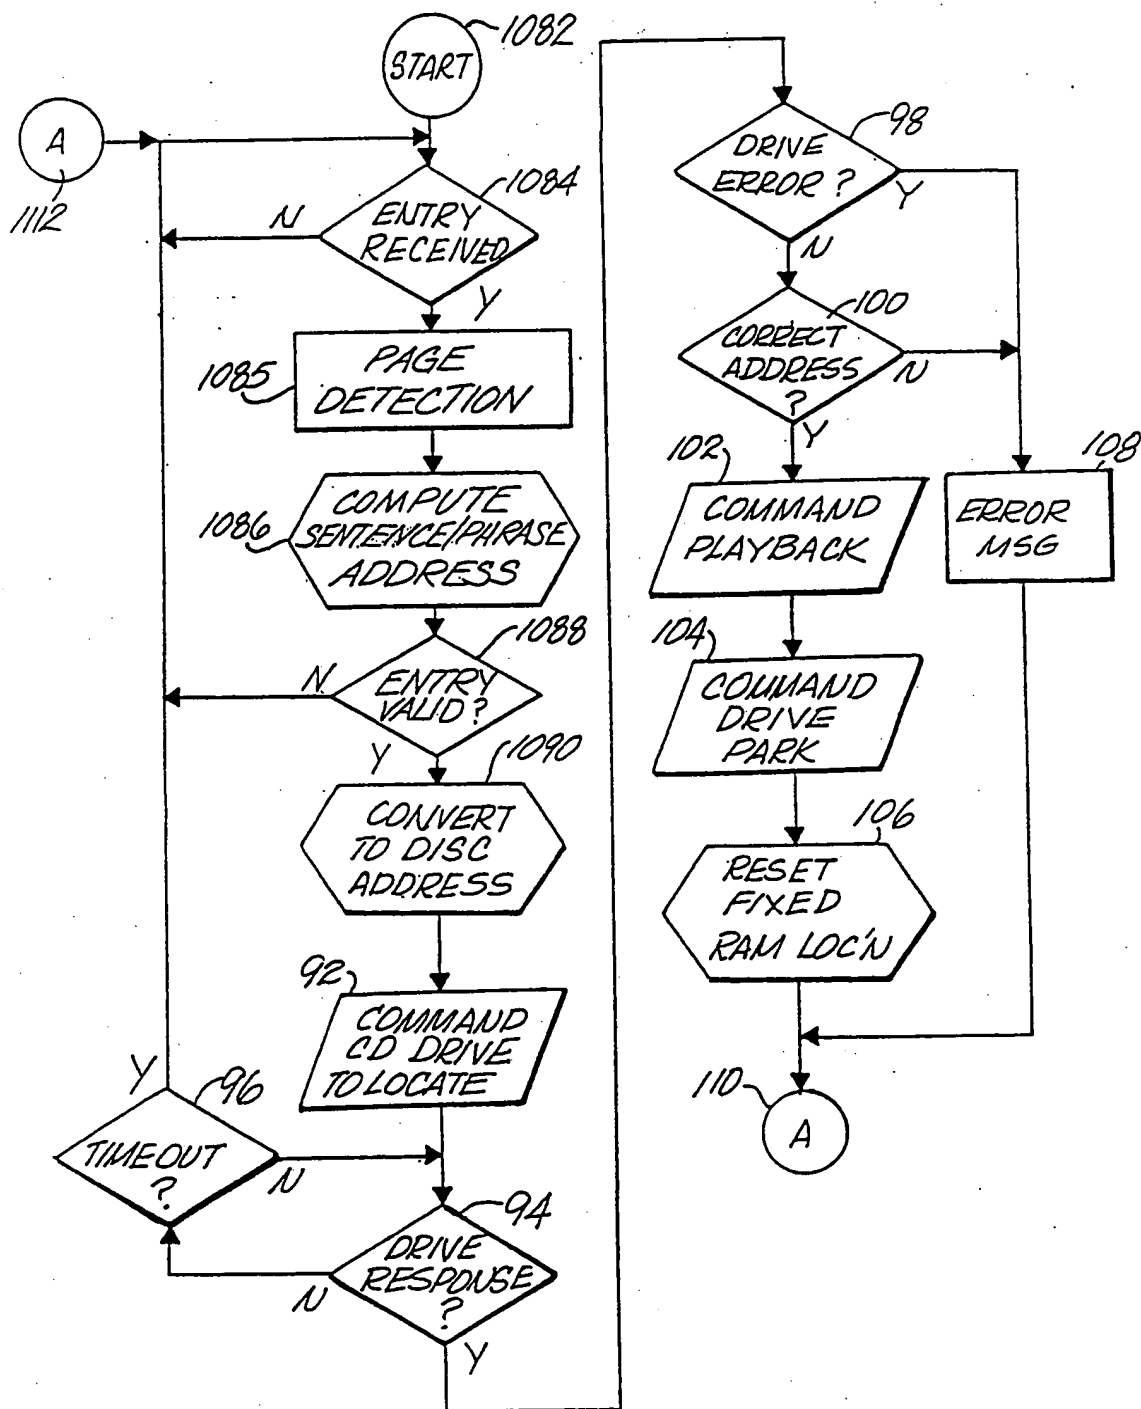 START
1082
A
1112
ENTRY
RECEIVED
1084
N
Y
PAGE
DETECTION
1085
COMPUTE
SENTENCE/PHRASE
ADDRESS
1086
ENTRY
VALID?
1088
N
Y
CONVERT
TO DISC
ADDRESS
1090
COMMAND
CD DRIVE
TO LOCATE
92
TIMEOUT
?
96
Y
N
DRIVE
RESPONSE
?
94
N
Y
DRIVE
ERROR?
98
Y
N
CORRECT
ADDRESS
?
100
N
Y
COMMAND
PLAYBACK
102
ERROR
MSG
108
COMMAND
DRIVE
PARK
104
RESET
FIXED
RAM LOC'N
106
A
110